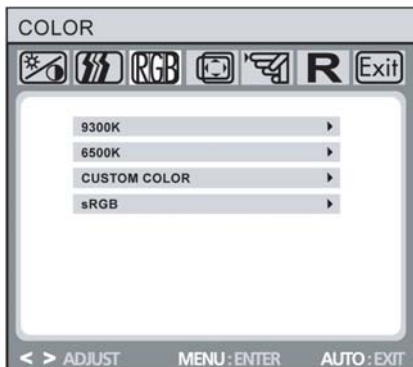 COLOR
RGB R Exit
9300K
6500K
CUSTOM COLOR
sRGB
< > ADJUST MENU : ENTER AUTO : EXIT